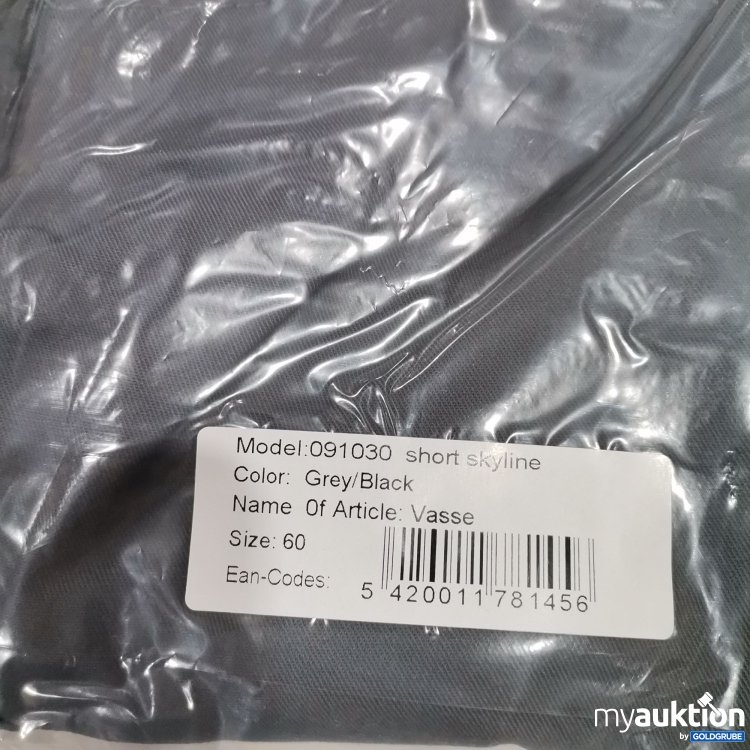 Model:091030 short skyline
Color: Grey/Black
Name 0f Article: Vasse
Size: 60
Ean-Codes:
5 420011 781456
myauktion
by GOLDGRUBE